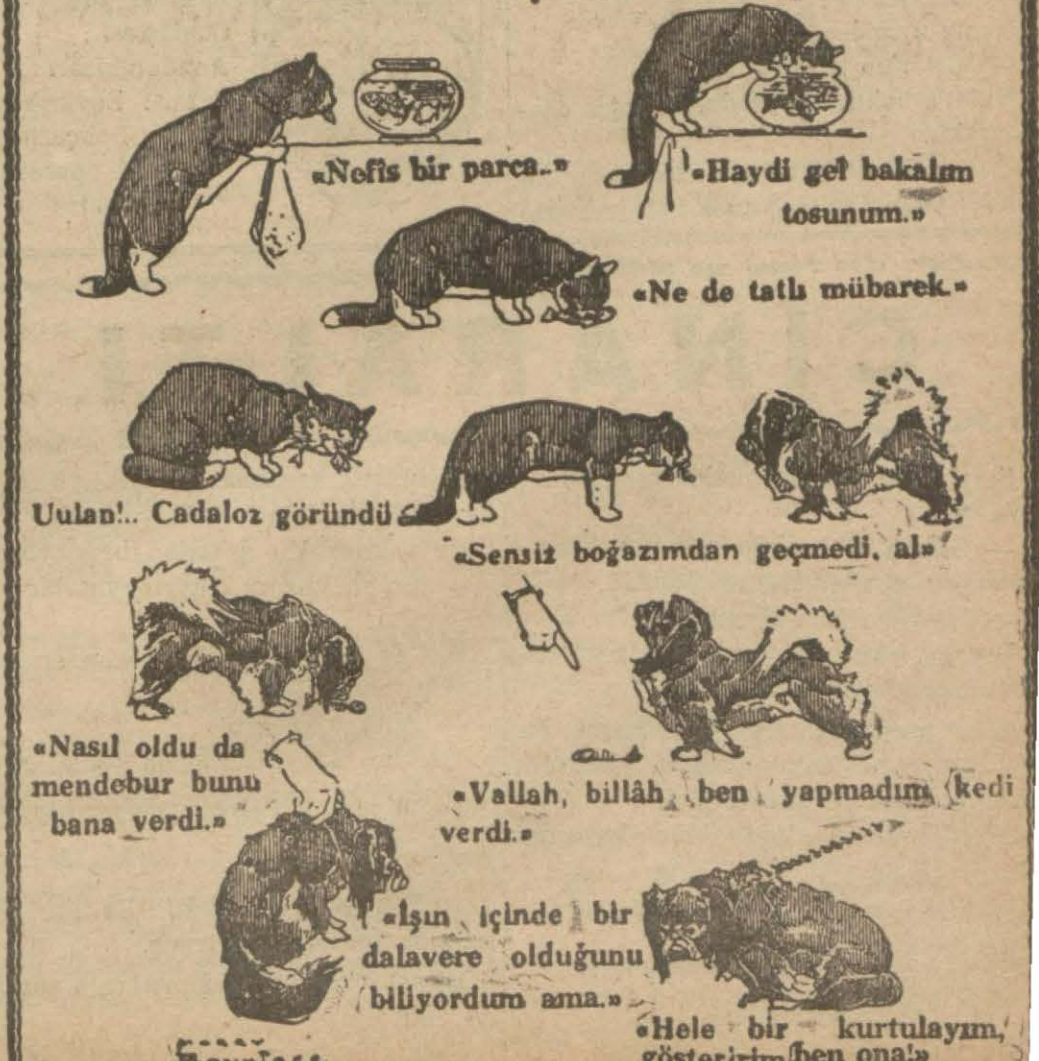 «Nefis bir parça..»
«Haydi gel bakalım
tosunum.»
«Ne de tatlı mübarek.»
Uulan!.. Cadaloz göründü
«Sensiz boğazımdan geçmedi, al»
«Nasıl oldu da
mendebur bunu
bana verdi.»
«Vallah, billâh, ben yapmadım kedi
verdi.»
«İşin içinde bir
dalavere olduğunu
biliyordum ama.»
«Hele bir kurtulayım,
gösteririm ben ona!»